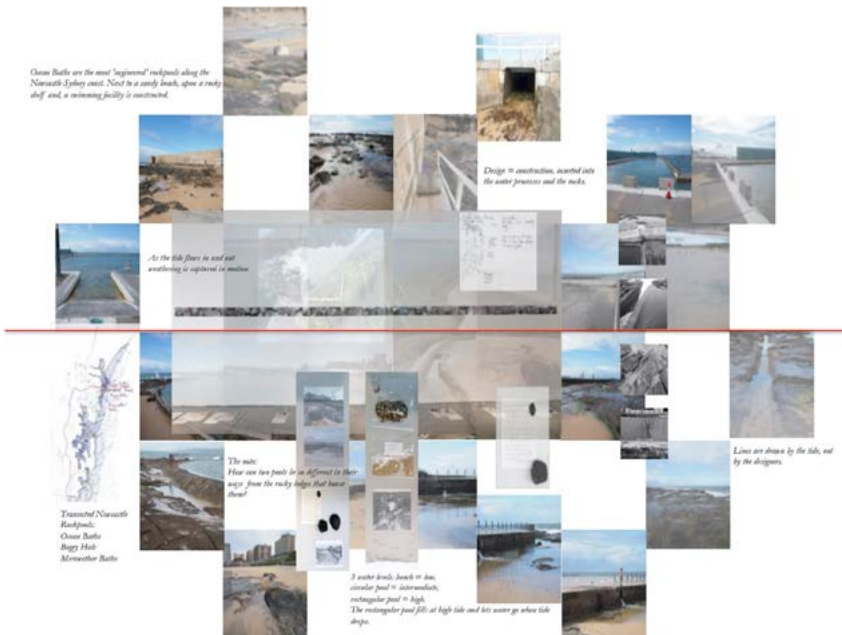 Ocean Baths are the most 'engineered' rockpools along the
Newcastle-Sydney coast. Next to a sandy beach, upon a rocky
shelf and, a swimming facility is constructed.
Design = construction, inserted into
the water processes and the rocks.
As the tide flows in and out
weathering is captured in motion
Lines are drawn by the tide, not
by the designers.
The note:
How can two pools be so different in their
ways from the rocky ledges that house
them?
Transected Newcastle
Rockpools:
Ocean Baths
Bogey Hole
Merewether Baths
3 water levels: beach = low,
circular pool = intermediate,
rectangular pool = high.
The rectangular pool fills at high tide and lets water go when tide
drops.